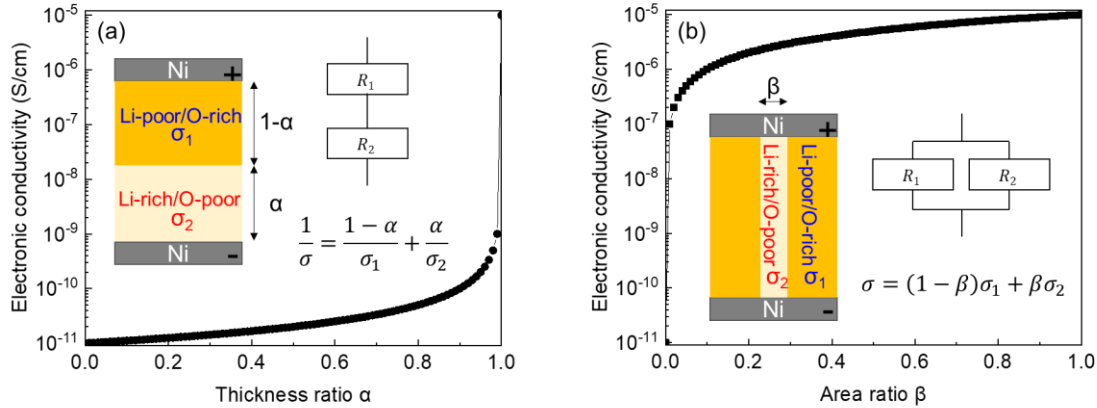 (a)
Electronic conductivity (S/cm)
10⁻⁵
10⁻⁶
10⁻⁷
10⁻⁸
10⁻⁹
10⁻¹⁰
10⁻¹¹
Ni +
Li-poor/O-rich
σ₁
1-α
Li-rich/O-poor
σ₂
α
Ni -
R₁
R₂
1/σ = (1 − α)/σ₁ + α/σ₂
0.0 0.2 0.4 0.6 0.8 1.0
Thickness ratio α
(b)
Electronic conductivity (S/cm)
10⁻⁵
10⁻⁶
10⁻⁷
10⁻⁸
10⁻⁹
10⁻¹⁰
10⁻¹¹
β
Ni +
Li-rich/O-poor σ₂
Li-poor/O-rich σ₁
Ni -
R₁ R₂
σ = (1 − β)σ₁ + βσ₂
0.0 0.2 0.4 0.6 0.8 1.0
Area ratio β